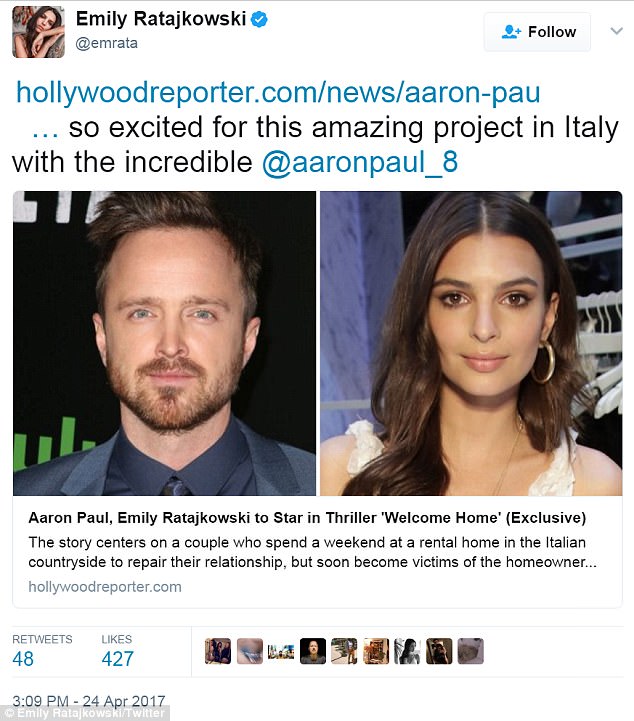 Emily Ratajkowski
@emrata
Follow
hollywoodreporter.com/news/aaron-pau
… so excited for this amazing project in Italy
with the incredible @aaronpaul_8
hulu
Aaron Paul, Emily Ratajkowski to Star in Thriller 'Welcome Home' (Exclusive)
The story centers on a couple who spend a weekend at a rental home in the Italian
countryside to repair their relationship, but soon become victims of the homeowner...
hollywoodreporter.com
RETWEETS LIKES
48 427
3:09 PM - 24 Apr 2017
© Emily Ratajkowski/Twitter